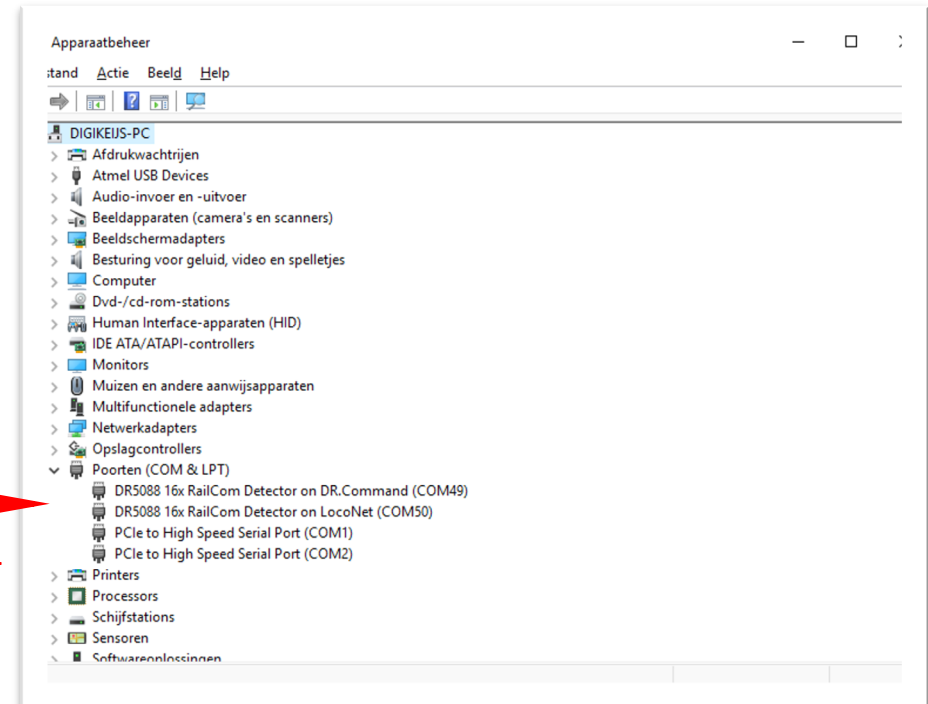 Apparaatbeheer
stand Actie Beeld Help
DIGIKEIJS-PC
Afdrukwachtrijen
Atmel USB Devices
Audio-invoer en -uitvoer
Beeldapparaten (camera's en scanners)
Beeldschermadapters
Besturing voor geluid, video en spelletjes
Computer
Dvd-/cd-rom-stations
Human Interface-apparaten (HID)
IDE ATA/ATAPI-controllers
Monitors
Muizen en andere aanwijsapparaten
Multifunctionele adapters
Netwerkadapters
Opslagcontrollers
Poorten (COM & LPT)
DR5088 16x RailCom Detector on DR.Command (COM49)
DR5088 16x RailCom Detector on LocoNet (COM50)
PCIe to High Speed Serial Port (COM1)
PCIe to High Speed Serial Port (COM2)
Printers
Processors
Schijfstations
Sensoren
Softwareoplossingen